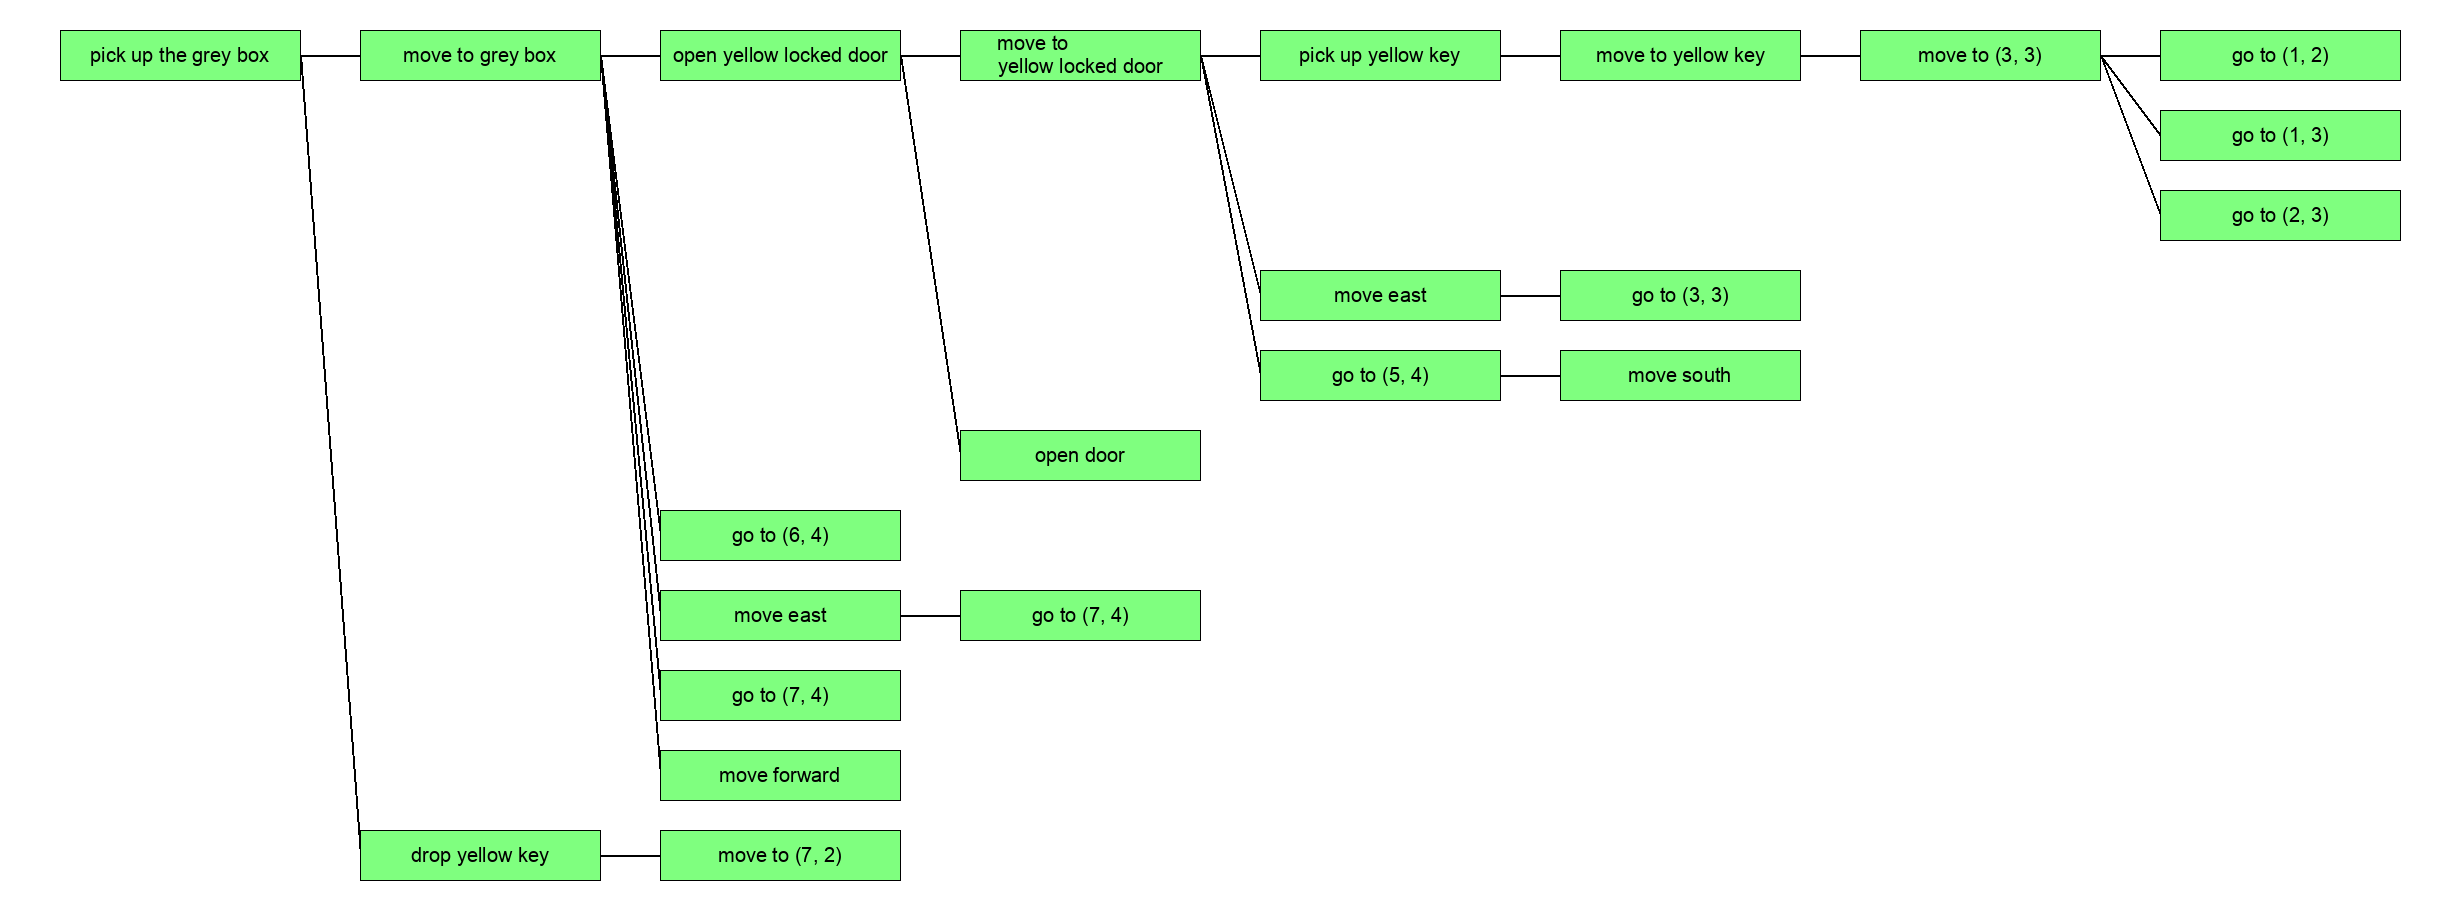 pick up the grey box
move to grey box
open yellow locked door
move to
yellow locked door
pick up yellow key
move to yellow key
move to (3, 3)
go to (1, 2)
go to (1, 3)
go to (2, 3)
move east
go to (3, 3)
go to (5, 4)
move south
open door
go to (6, 4)
move east
go to (7, 4)
go to (7, 4)
move forward
drop yellow key
move to (7, 2)